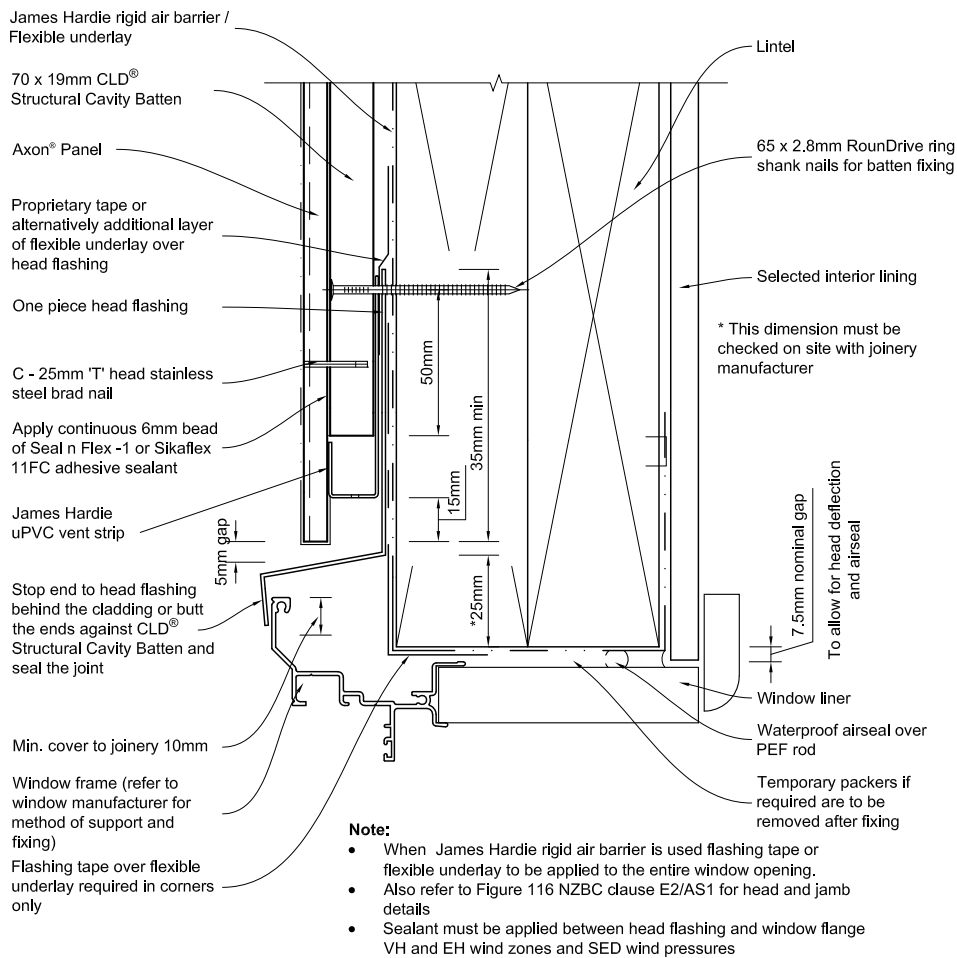 James Hardie rigid air barrier /
Flexible underlay
70 x 19mm CLD®
Structural Cavity Batten
Axon® Panel
Proprietary tape or
alternatively additional layer
of flexible underlay over
head flashing
One piece head flashing
C - 25mm 'T' head stainless
steel brad nail
Apply continuous 6mm bead
of Seal n Flex -1 or Sikaflex
11FC adhesive sealant
James Hardie
uPVC vent strip
5mm gap
Stop end to head flashing
behind the cladding or butt
the ends against CLD®
Structural Cavity Batten and
seal the joint
Min. cover to joinery 10mm
Window frame (refer to
window manufacturer for
method of support and
fixing)
Flashing tape over flexible
underlay required in corners
only
50mm
15mm
35mm min
*25mm
Lintel
65 x 2.8mm RounDrive ring
shank nails for batten fixing
Selected interior lining
* This dimension must be
checked on site with joinery
manufacturer
7.5mm nominal gap
To allow for head deflection
and airseal
Window liner
Waterproof airseal over
PEF rod
Temporary packers if
required are to be
removed after fixing
Note:
• When James Hardie rigid air barrier is used flashing tape or
flexible underlay to be applied to the entire window opening.
• Also refer to Figure 116 NZBC clause E2/AS1 for head and jamb
details
• Sealant must be applied between head flashing and window flange
VH and EH wind zones and SED wind pressures